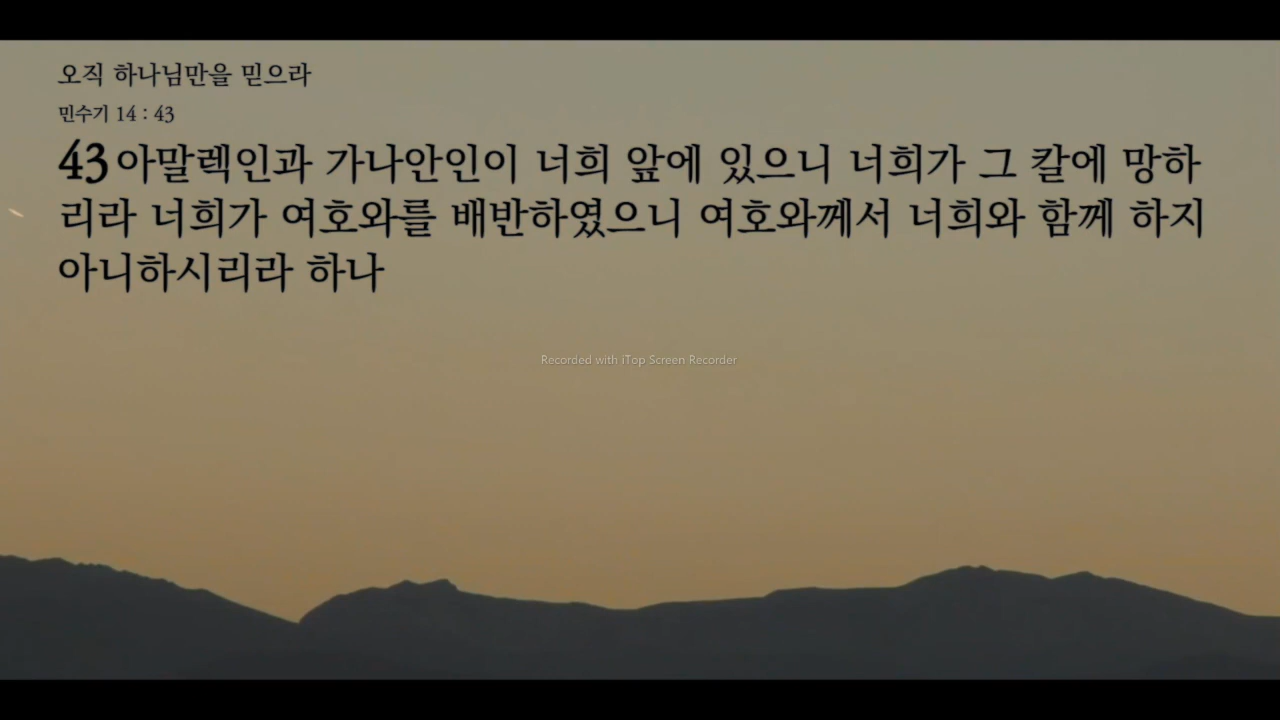 오직 하나님만을 믿으라
민수기 14 : 43
43 아말렉인과 가나안인이 너희 앞에 있으니 너희가 그 칼에 망하
리라 너희가 여호와를 배반하였으니 여호와께서 너희와 함께 하지
아니하시리라 하나
Recorded with iTop Screen Recorder